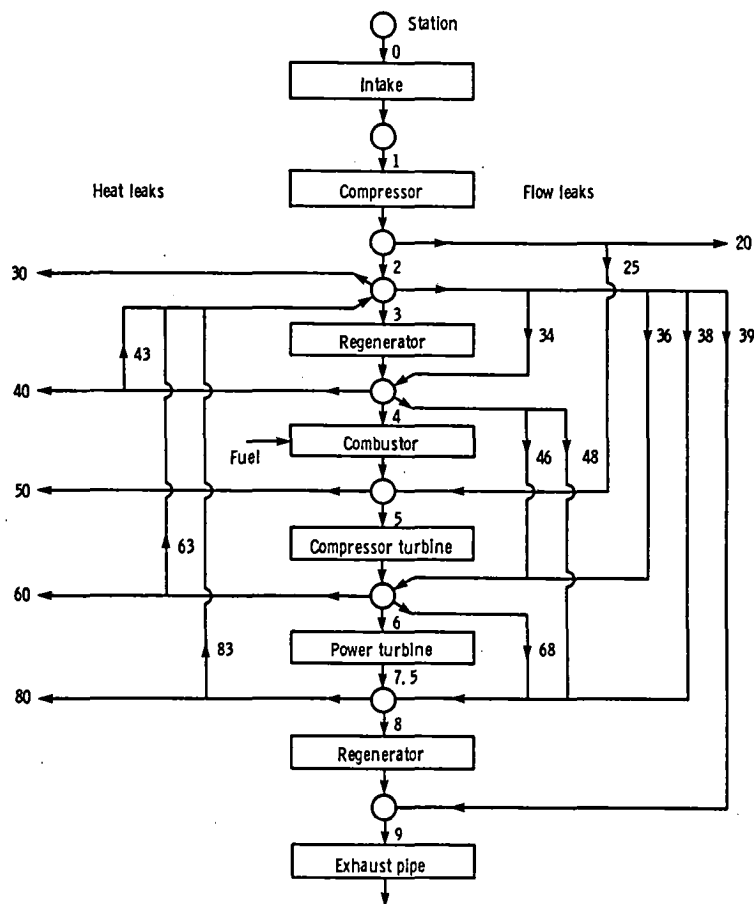 Station
0
Intake
1
Compressor
Heat leaks
Flow leaks
20
2
25
30
3
34
36
38
39
Regenerator
43
40
4
Combustor
Fuel
46
48
50
5
Compressor turbine
63
60
6
Power turbine
83
68
7.5
80
8
Regenerator
9
Exhaust pipe